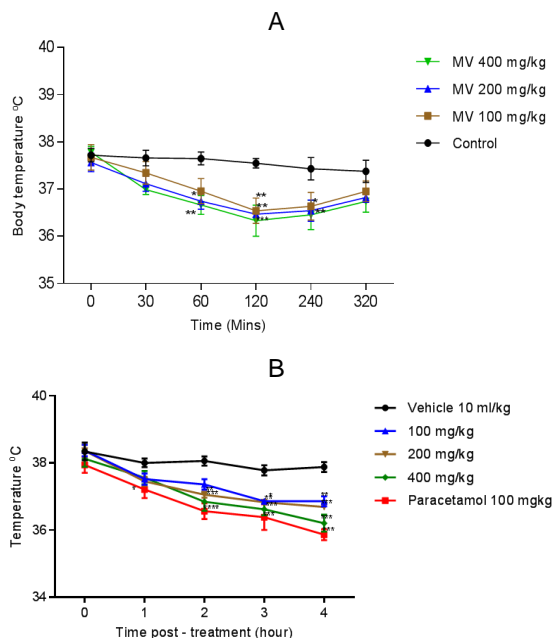 A
40
39
38
37
36
35
0
30
60
120
240
320
Body temperature ⁰C
Time (Mins)
MV 400 mg/kg
MV 200 mg/kg
MV 100 mg/kg
Control
B
40
38
36
34
0
1
2
3
4
Temperature ⁰C
Time post - treatment (hour)
Vehicle 10 ml/kg
100 mg/kg
200 mg/kg
400 mg/kg
Paracetamol 100 mgkg